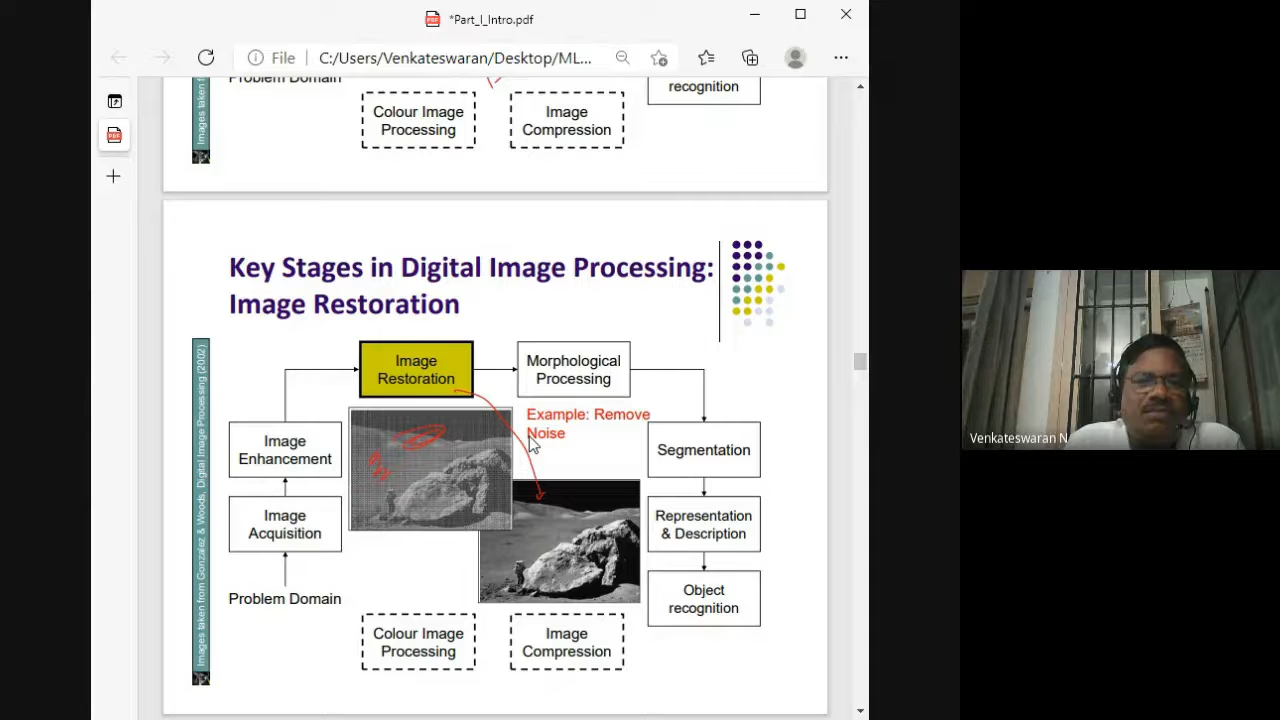 *Part_I_Intro.pdf
File
C:/Users/Venkateswaran/Desktop/ML...
Problem Domain
Images taken f
Colour Image
Processing
Image
Compression
recognition
Key Stages in Digital Image Processing:
Image Restoration
Images taken from Gonzalez & Woods, Digital Image Processing (2002)
Image
Restoration
Morphological
Processing
Example: Remove
Noise
Image
Enhancement
Segmentation
Image
Acquisition
Representation
& Description
Problem Domain
Object
recognition
Colour Image
Processing
Image
Compression
Venkateswaran N